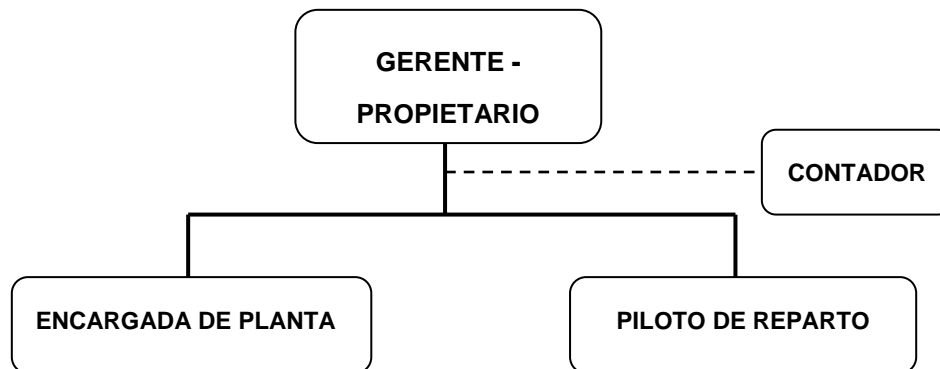 GERENTE -
PROPIETARIO
CONTADOR
ENCARGADA DE PLANTA
PILOTO DE REPARTO